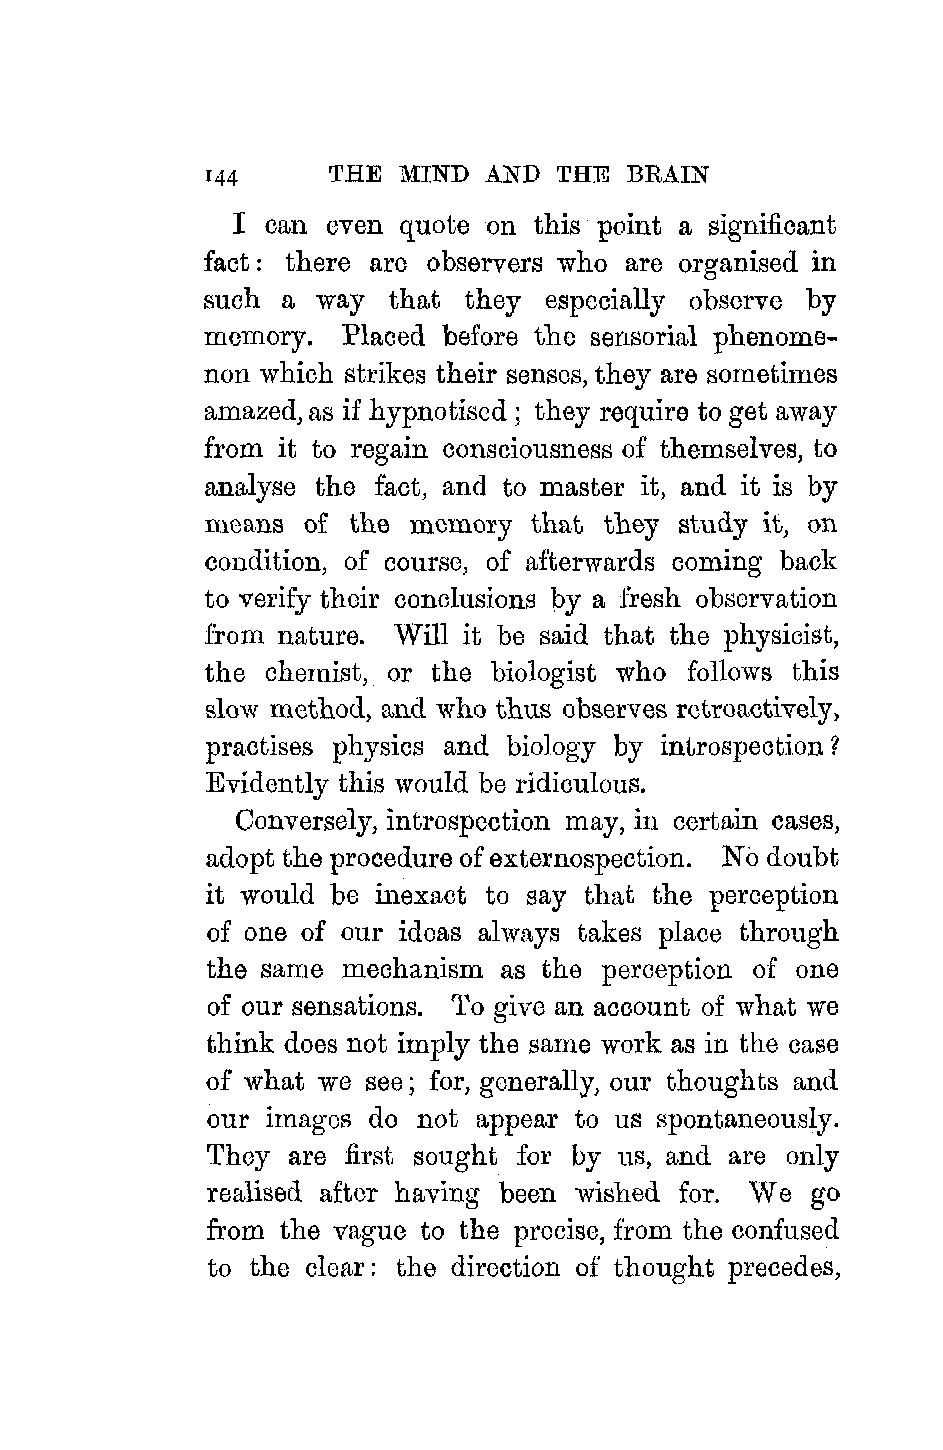 144 THE MIND AND THE BRAIN
I can even quote on this point a significant
fact: there are observers who are organised in
such a way that they especially observe by
memory. Placed before the sensorial phenome-
non which strikes their senses, they are sometimes
amazed, as if hypnotised; they require to get away
from it to regain consciousness of themselves, to
analyse the fact, and to master it, and it is by
means of the memory that they study it, on
condition, of course, of afterwards coming back
to verify their conclusions by a fresh observation
from nature. Will it be said that the physicist,
the chemist, or the biologist who follows this
slow method, and who thus observes retroactively,
practises physics and biology by introspection?
Evidently this would be ridiculous.
Conversely, introspection may, in certain cases,
adopt the procedure of externospection. No doubt
it would be inexact to say that the perception
of one of our ideas always takes place through
the same mechanism as the perception of one
of our sensations. To give an account of what we
think does not imply the same work as in the case
of what we see; for, generally, our thoughts and
our images do not appear to us spontaneously.
They are first sought for by us, and are only
realised after having been wished for. We go
from the vague to the precise, from the confused
to the clear: the direction of thought precedes,